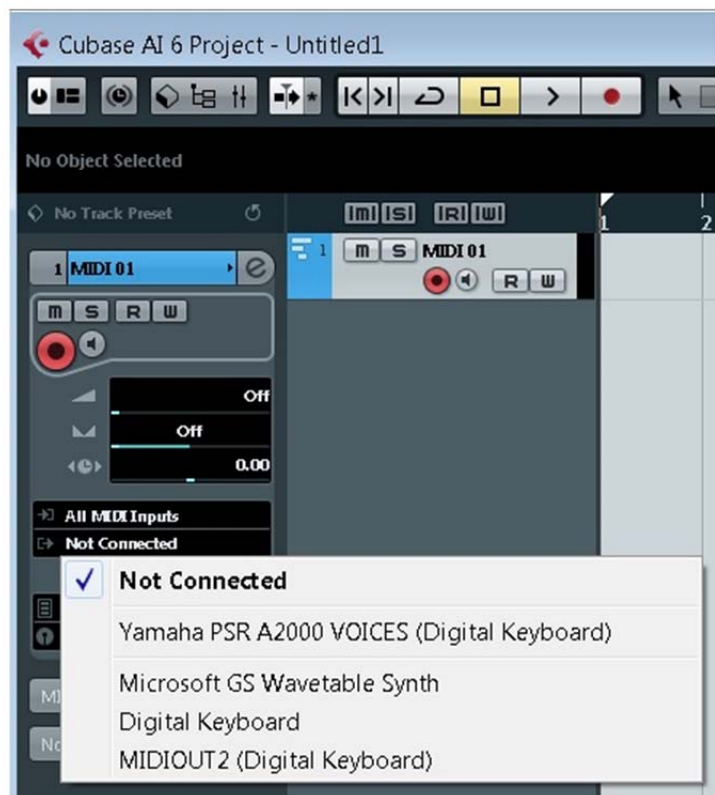 Cubase AI 6 Project - Untitled1
No Object Selected
No Track Preset
M S R W
1 2
1 MIDI 01 e
1 M S MIDI 01
R W
M S R W
Off
Off
0.00
All MIDI Inputs
Not Connected
Not Connected
Yamaha PSR A2000 VOICES (Digital Keyboard)
Microsoft GS Wavetable Synth
Digital Keyboard
MIDIOUT2 (Digital Keyboard)
MI
No